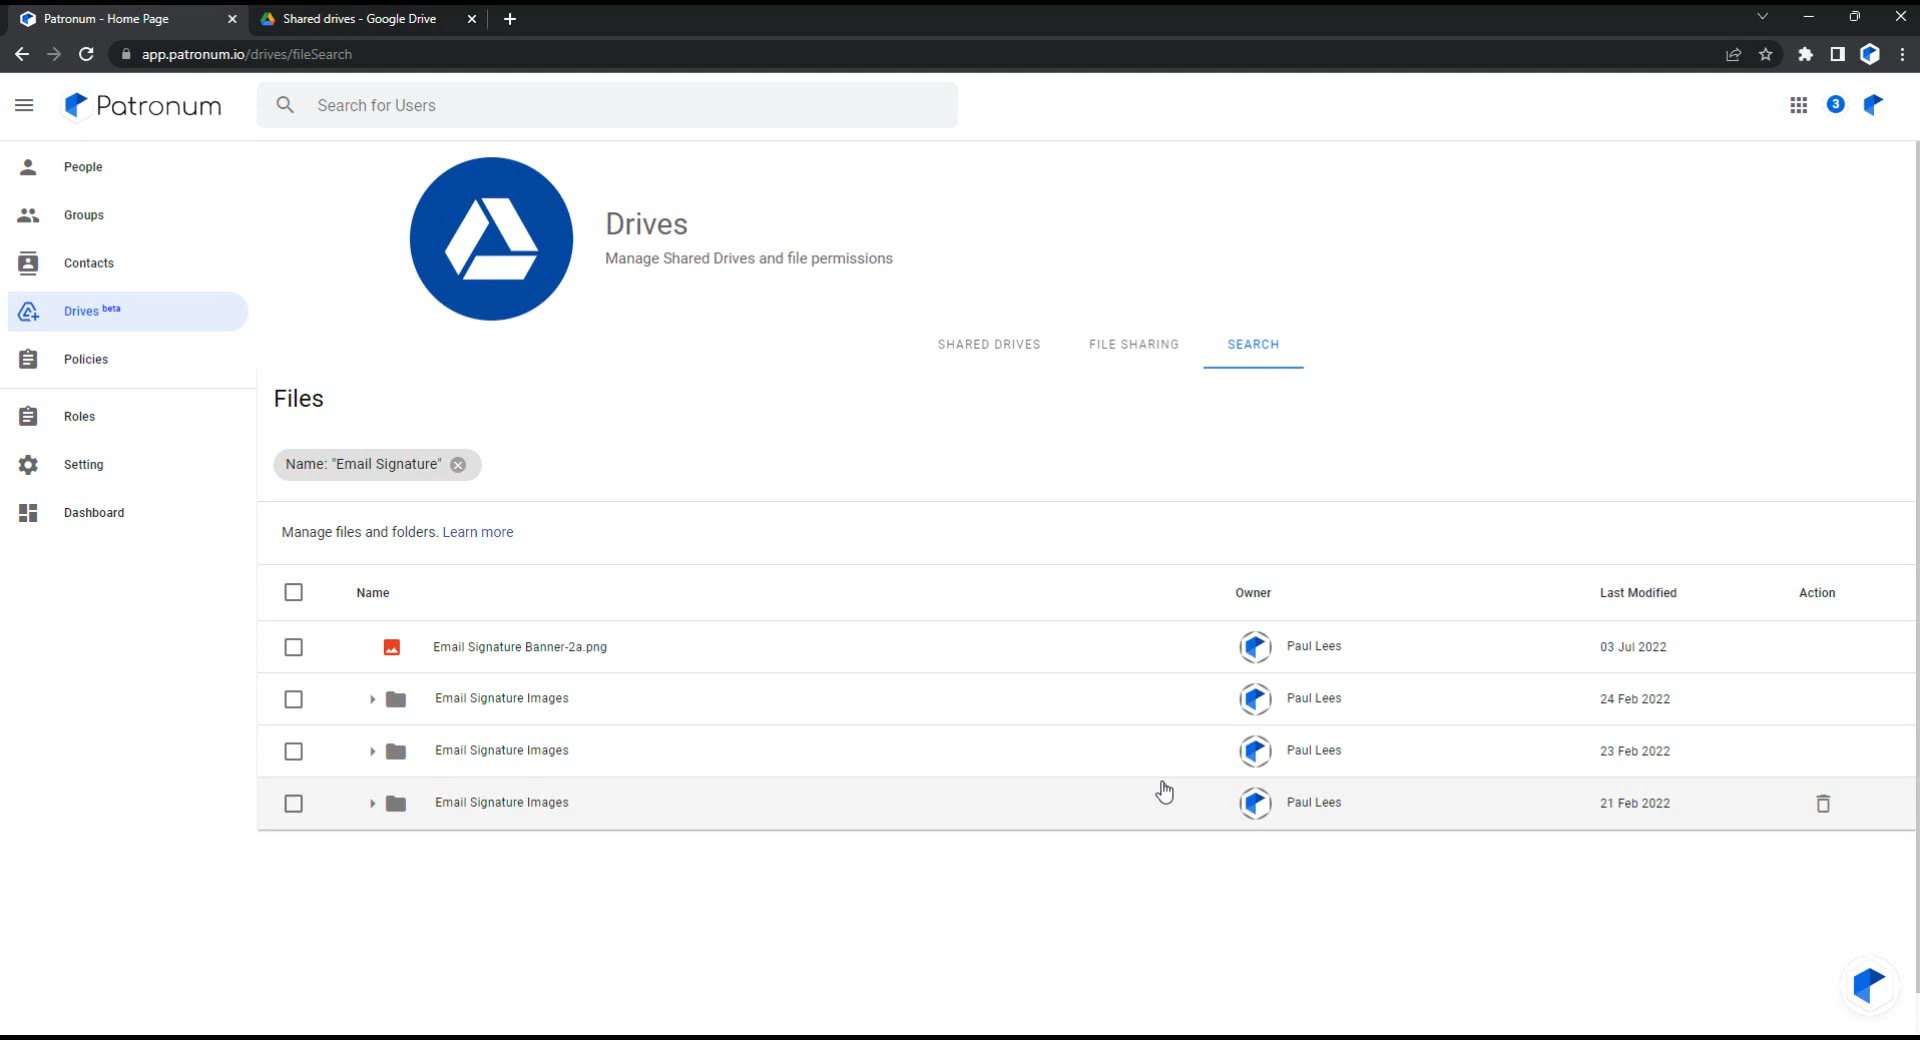 Patronum - Home Page
Shared drives - Google Drive
app.patronum.io/drives/fileSearch
Patronum
Search for Users
3
People
Groups
Contacts
Drives beta
Policies
Roles
Setting
Dashboard
Drives
Manage Shared Drives and file permissions
SHARED DRIVES FILE SHARING SEARCH
Files
Name: "Email Signature"
Manage files and folders. Learn more
Name Owner Last Modified Action
Email Signature Banner-2a.png Paul Lees 03 Jul 2022
Email Signature Images Paul Lees 24 Feb 2022
Email Signature Images Paul Lees 23 Feb 2022
Email Signature Images Paul Lees 21 Feb 2022